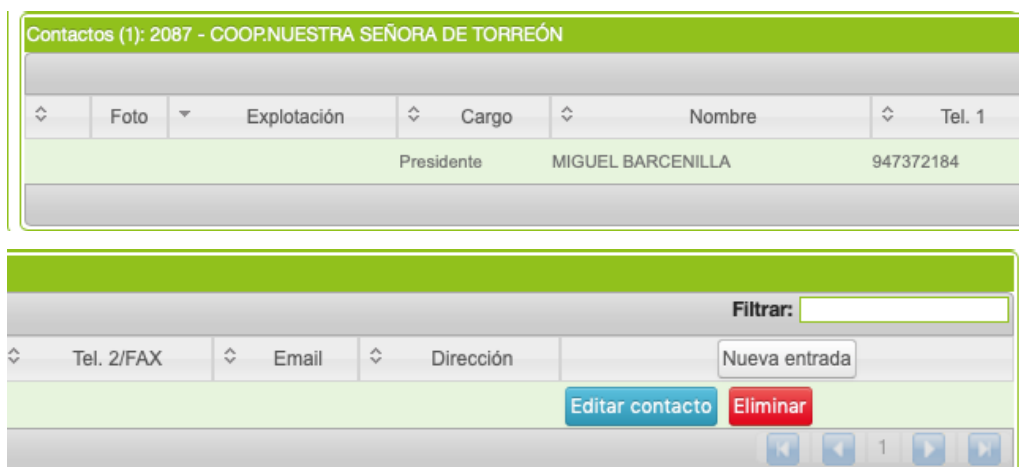 Contactos (1): 2087 - COOP.NUESTRA SEÑORA DE TORREÓN
Foto Explotación Cargo Nombre Tel. 1
Presidente MIGUEL BARCENILLA 947372184
Filtrar:
Tel. 2/FAX Email Dirección Nueva entrada
Editar contacto Eliminar
1